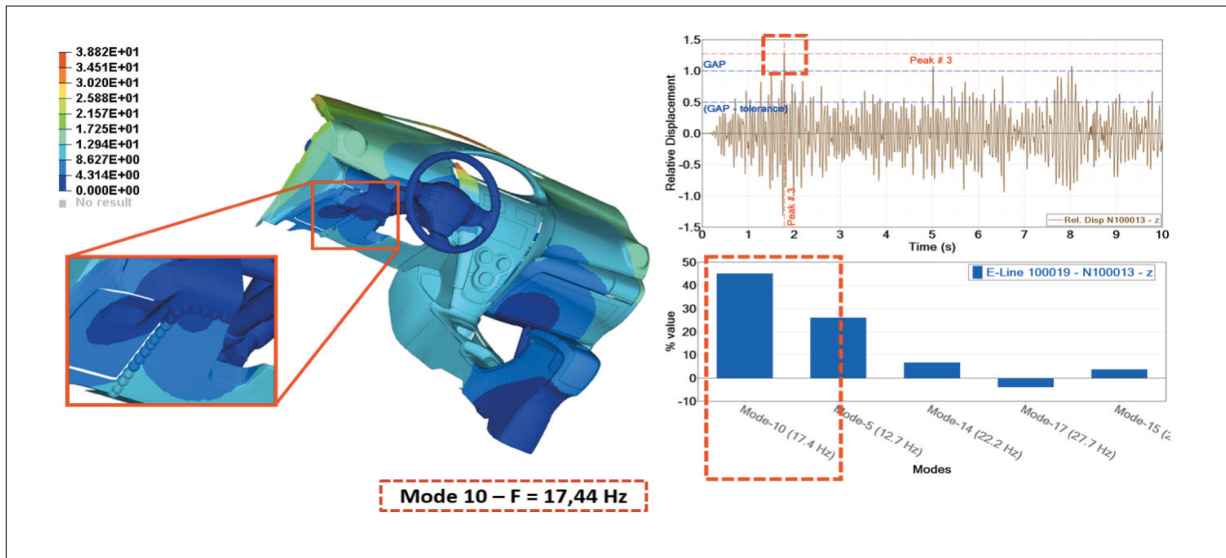 3.882E+01
3.451E+01
3.020E+01
2.588E+01
2.157E+01
1.725E+01
1.294E+01
8.627E+00
4.314E+00
0.000E+00
No result
Mode 10 – F = 17,44 Hz
Relative Displacement
1.5
1.0
0.5
0.0
-0.5
-1.0
-1.5
GAP
(GAP - tolerance)
Peak # 3
Peak # 3
Rel. Disp N100013 - z
0 1 2 3 4 5 6 7 8 9 10
Time (s)
% value
50
40
30
20
10
0
-10
E-Line 100019 - N100013 - z
Mode-10 (17.4 Hz)
Mode-5 (12.7 Hz)
Mode-14 (22.2 Hz)
Mode-17 (27.7 Hz)
Mode-15 (2
Modes